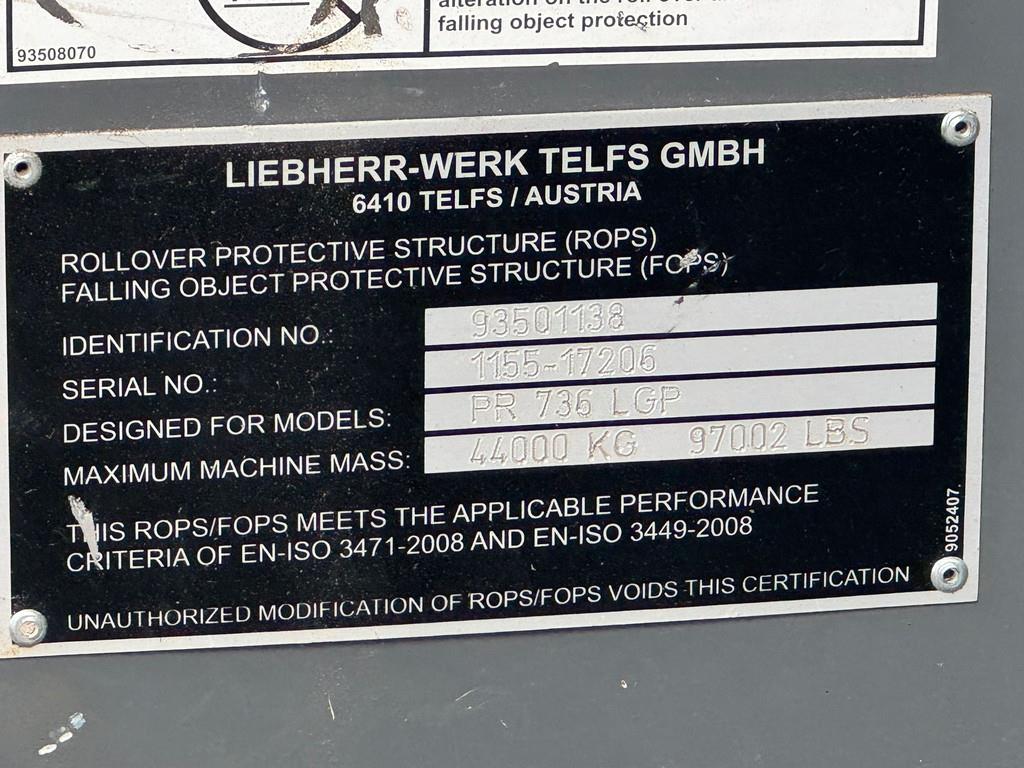 falling object protection
93508070
LIEBHERR-WERK TELFS GMBH
6410 TELFS / AUSTRIA
ROLLOVER PROTECTIVE STRUCTURE (ROPS)
FALLING OBJECT PROTECTIVE STRUCTURE (FOPS)
IDENTIFICATION NO.: 93501138
SERIAL NO.: 1155-17206
DESIGNED FOR MODELS: PR 736 LGP
MAXIMUM MACHINE MASS: 44000 KG 97002 LBS
THIS ROPS/FOPS MEETS THE APPLICABLE PERFORMANCE
CRITERIA OF EN-ISO 3471-2008 AND EN-ISO 3449-2008
UNAUTHORIZED MODIFICATION OF ROPS/FOPS VOIDS THIS CERTIFICATION
9052407